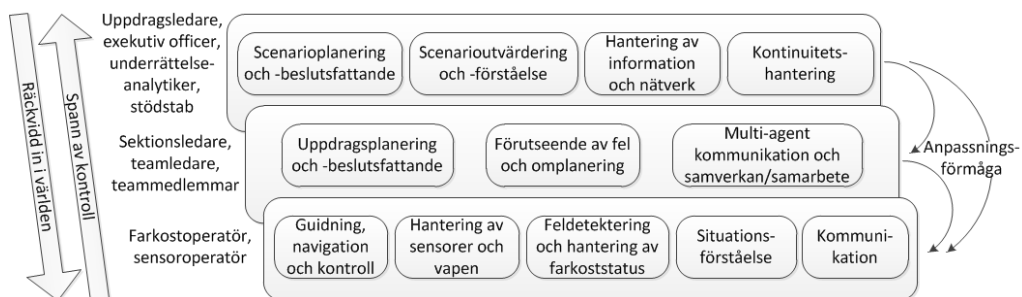 Räckvidd in i världen
Spann av kontroll
Uppdragsledare,
exekutiv officer,
underrättelse-
analytiker,
stödstab
Scenarioplanering
och -beslutsfattande
Scenarioutvärdering
och -förståelse
Hantering av
information
och nätverk
Kontinuitets-
hantering
Sektionsledare,
teamledare,
teammedlemmar
Uppdragsplanering
och -beslutsfattande
Förutseende av fel
och omplanering
Multi-agent
kommunikation och
samverkan/samarbete
Anpassnings-
förmåga
Farkostoperatör,
sensoroperatör
Guidning,
navigation
och kontroll
Hantering av
sensorer och
vapen
Feldetektering
och hantering av
farkoststatus
Situations-
förståelse
Kommuni-
kation